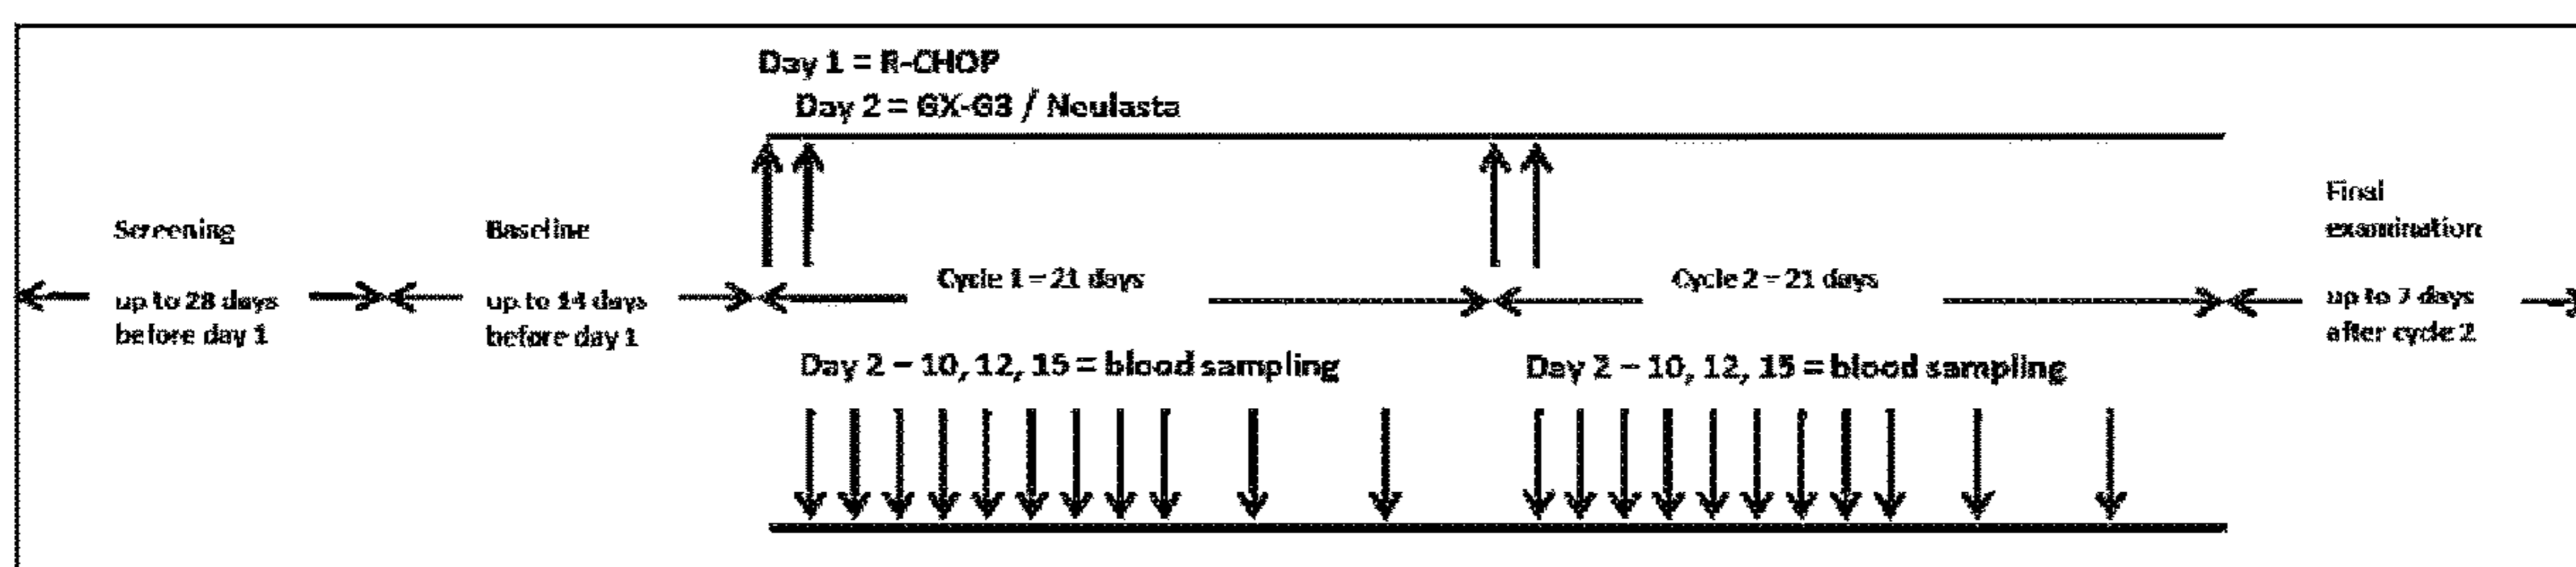 Day 1 = R-CHOP
Day 2 = GX-G3 / Neulasta
Screening
up to 28 days
before day 1
Baseline
up to 14 days
before day 1
Cycle 1 = 21 days
Cycle 2 = 21 days
Final
examination
up to 7 days
after cycle 2
Day 2 – 10, 12, 15 = blood sampling
Day 2 – 10, 12, 15 = blood sampling